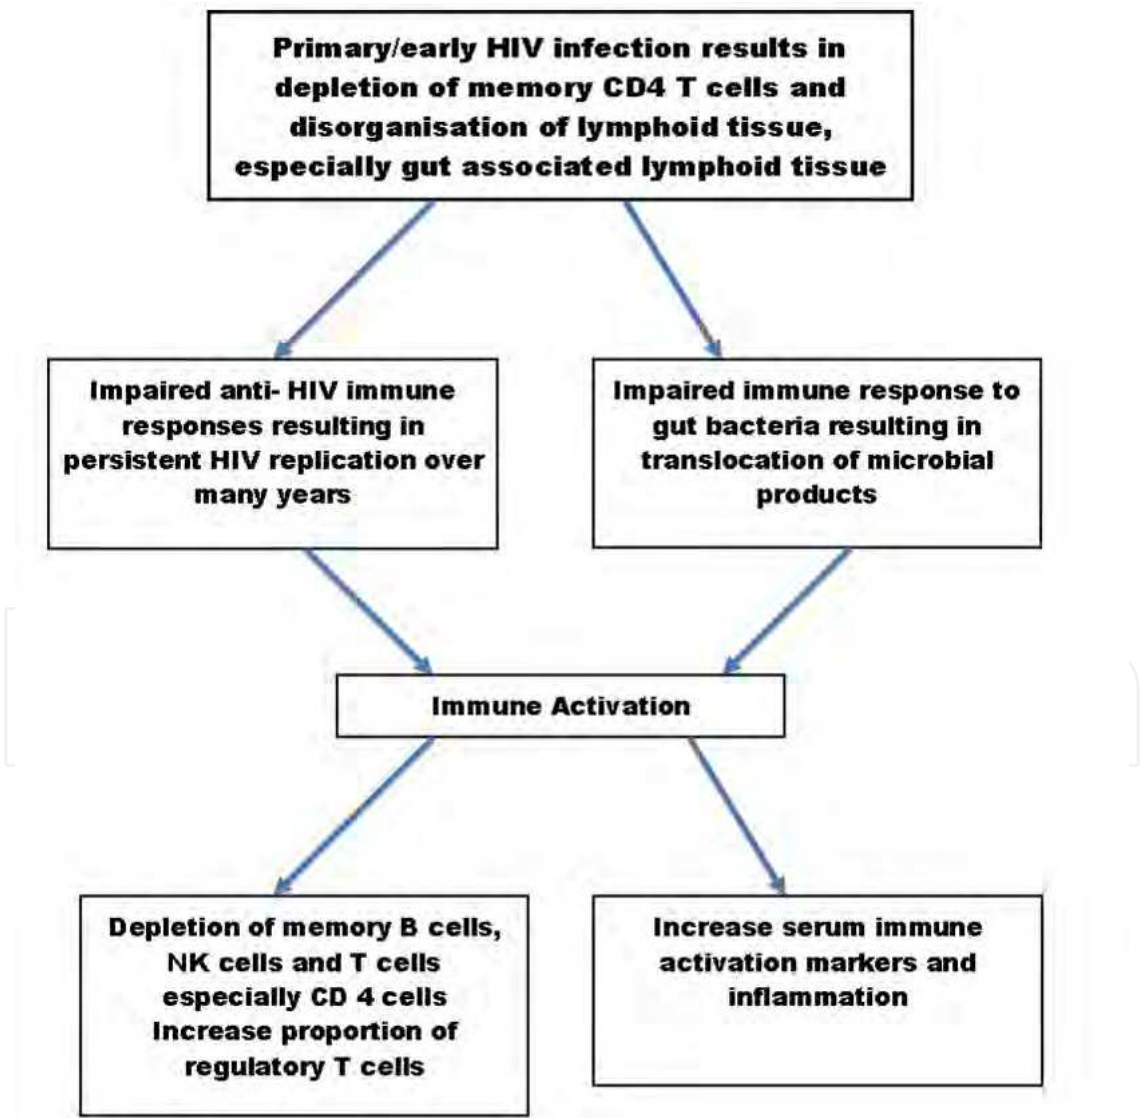 Primary/early HIV infection results in
depletion of memory CD4 T cells and
disorganisation of lymphoid tissue,
especially gut associated lymphoid tissue
Impaired anti- HIV immune
responses resulting in
persistent HIV replication over
many years
Impaired immune response to
gut bacteria resulting in
translocation of microbial
products
Immune Activation
Depletion of memory B cells,
NK cells and T cells
especially CD 4 cells
Increase proportion of
regulatory T cells
Increase serum immune
activation markers and
inflammation